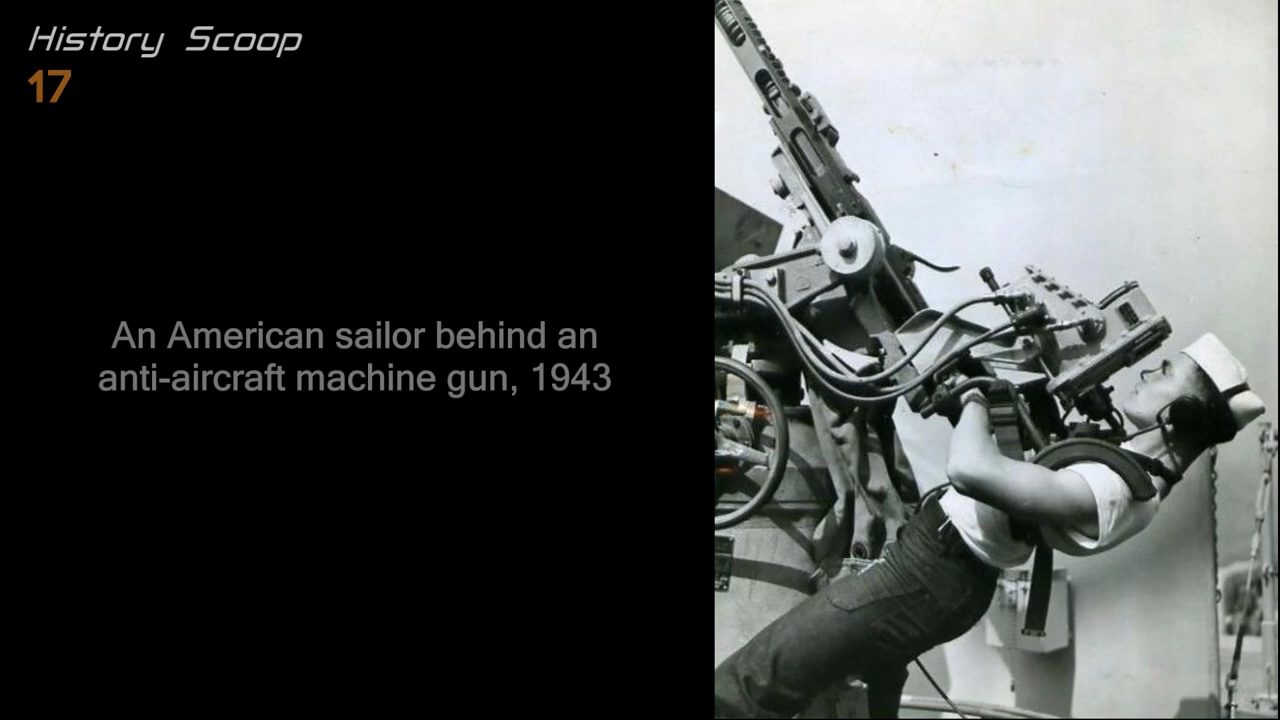 History Scoop
17
An American sailor behind an
anti-aircraft machine gun, 1943